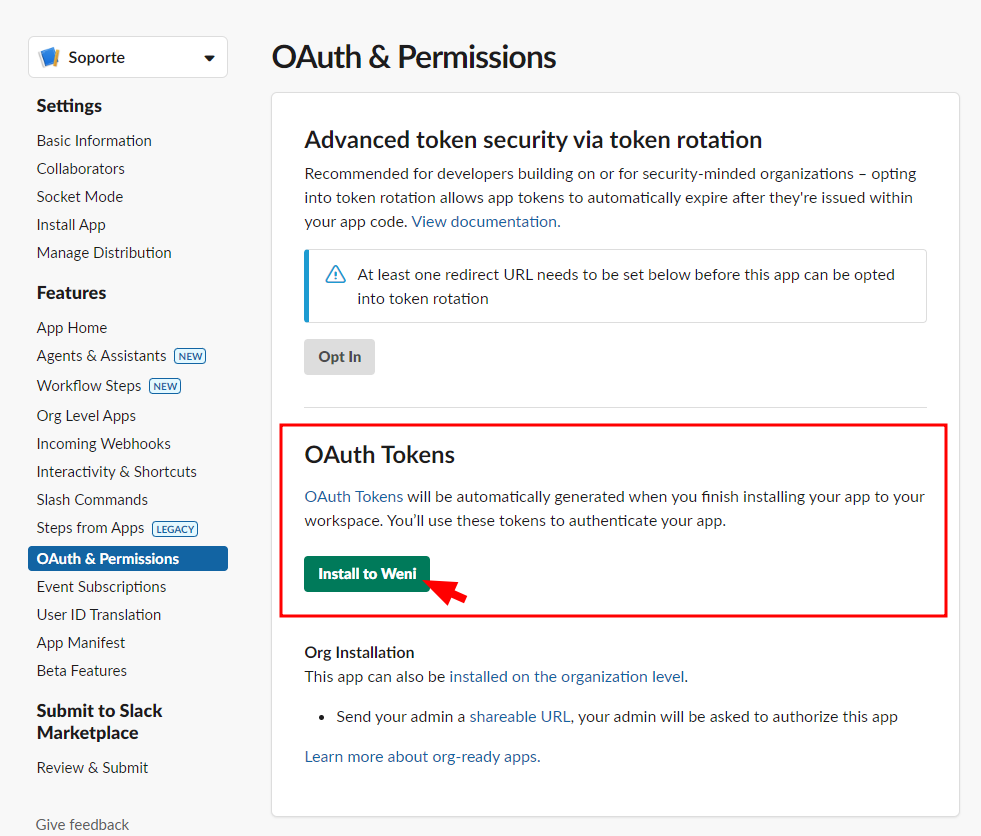 Soporte
Settings
Basic Information
Collaborators
Socket Mode
Install App
Manage Distribution
Features
App Home
Agents & Assistants NEW
Workflow Steps NEW
Org Level Apps
Incoming Webhooks
Interactivity & Shortcuts
Slash Commands
Steps from Apps LEGACY
OAuth & Permissions
Event Subscriptions
User ID Translation
App Manifest
Beta Features
Submit to Slack
Marketplace
Review & Submit
Give feedback
OAuth & Permissions
Advanced token security via token rotation
Recommended for developers building on or for security-minded organizations – opting
into token rotation allows app tokens to automatically expire after they're issued within
your app code. View documentation.
At least one redirect URL needs to be set below before this app can be opted
into token rotation
Opt In
OAuth Tokens
OAuth Tokens will be automatically generated when you finish installing your app to your
workspace. You’ll use these tokens to authenticate your app.
Install to Weni
Org Installation
This app can also be installed on the organization level.
• Send your admin a shareable URL, your admin will be asked to authorize this app
Learn more about org-ready apps.